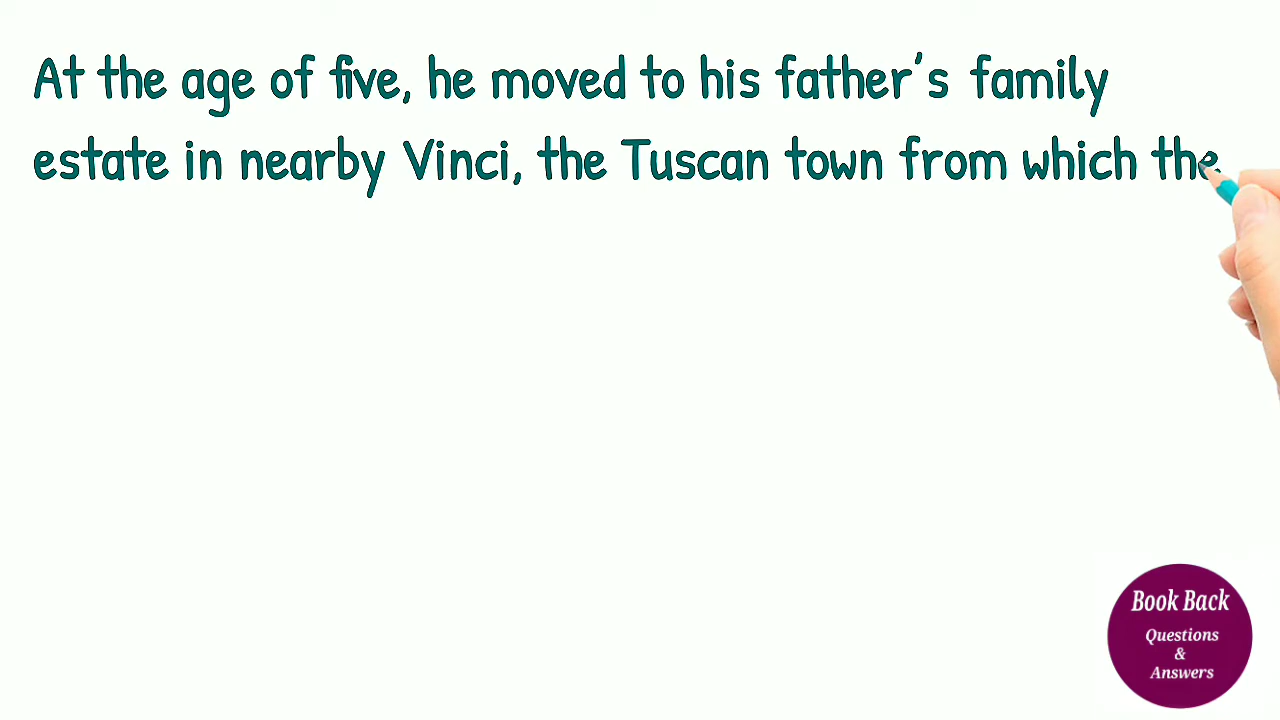 At the age of five, he moved to his father's family
estate in nearby Vinci, the Tuscan town from which the
Book Back
Questions
&
Answers